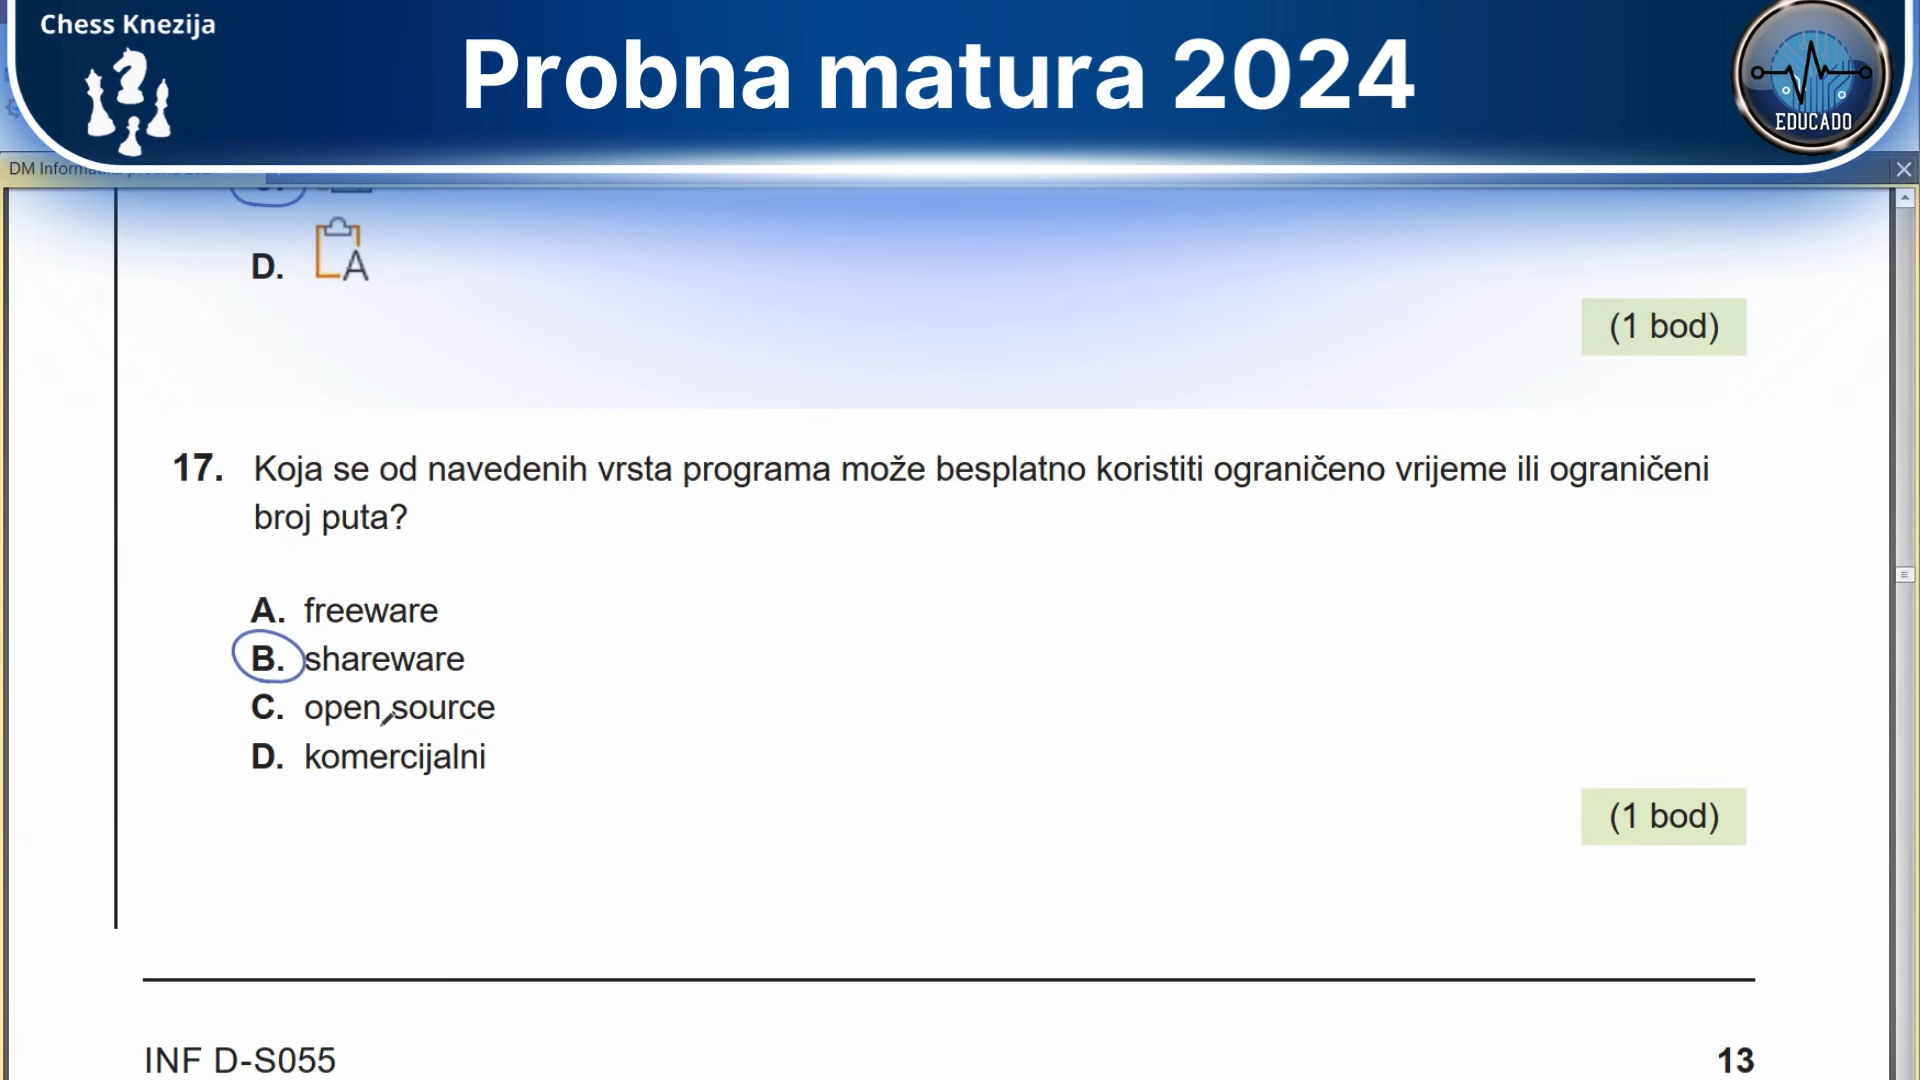 Chess Knezija
Probna matura 2024
EDUCADO
DM Informatika probna 2024
D. A
(1 bod)
17. Koja se od navedenih vrsta programa može besplatno koristiti ograničeno vrijeme ili ograničeni
broj puta?
A. freeware
B. shareware
C. open source
D. komercijalni
(1 bod)
INF D-S055
13